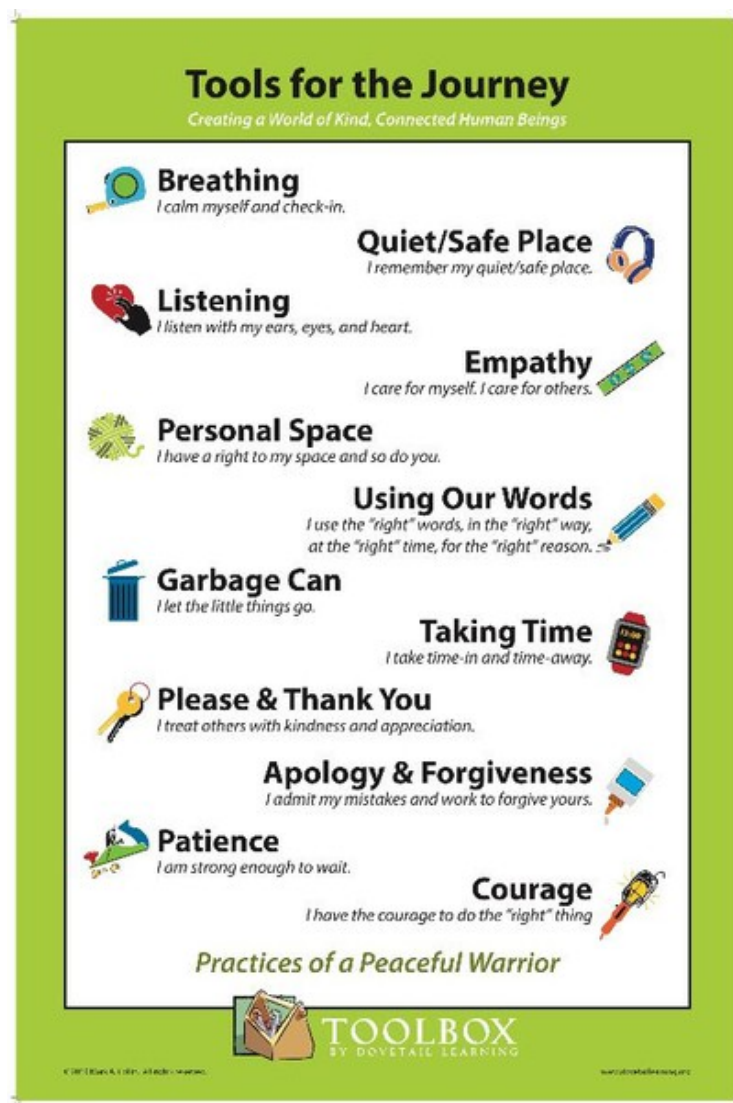 Tools for the Journey
Creating a World of Kind, Connected Human Beings
Breathing
I calm myself and check-in.
Quiet/Safe Place
I remember my quiet/safe place.
Listening
I listen with my ears, eyes, and heart.
Empathy
I care for myself. I care for others.
Personal Space
I have a right to my space and so do you.
Using Our Words
I use the "right" words, in the "right" way,
at the "right" time, for the "right" reason.
Garbage Can
I let the little things go.
Taking Time
I take time-in and time-away.
12:00
Please & Thank You
I treat others with kindness and appreciation.
Apology & Forgiveness
I admit my mistakes and work to forgive yours.
Patience
I am strong enough to wait.
Courage
I have the courage to do the "right" thing
Practices of a Peaceful Warrior
TOOLBOX
BY DOVETAIL LEARNING
All rights reserved.